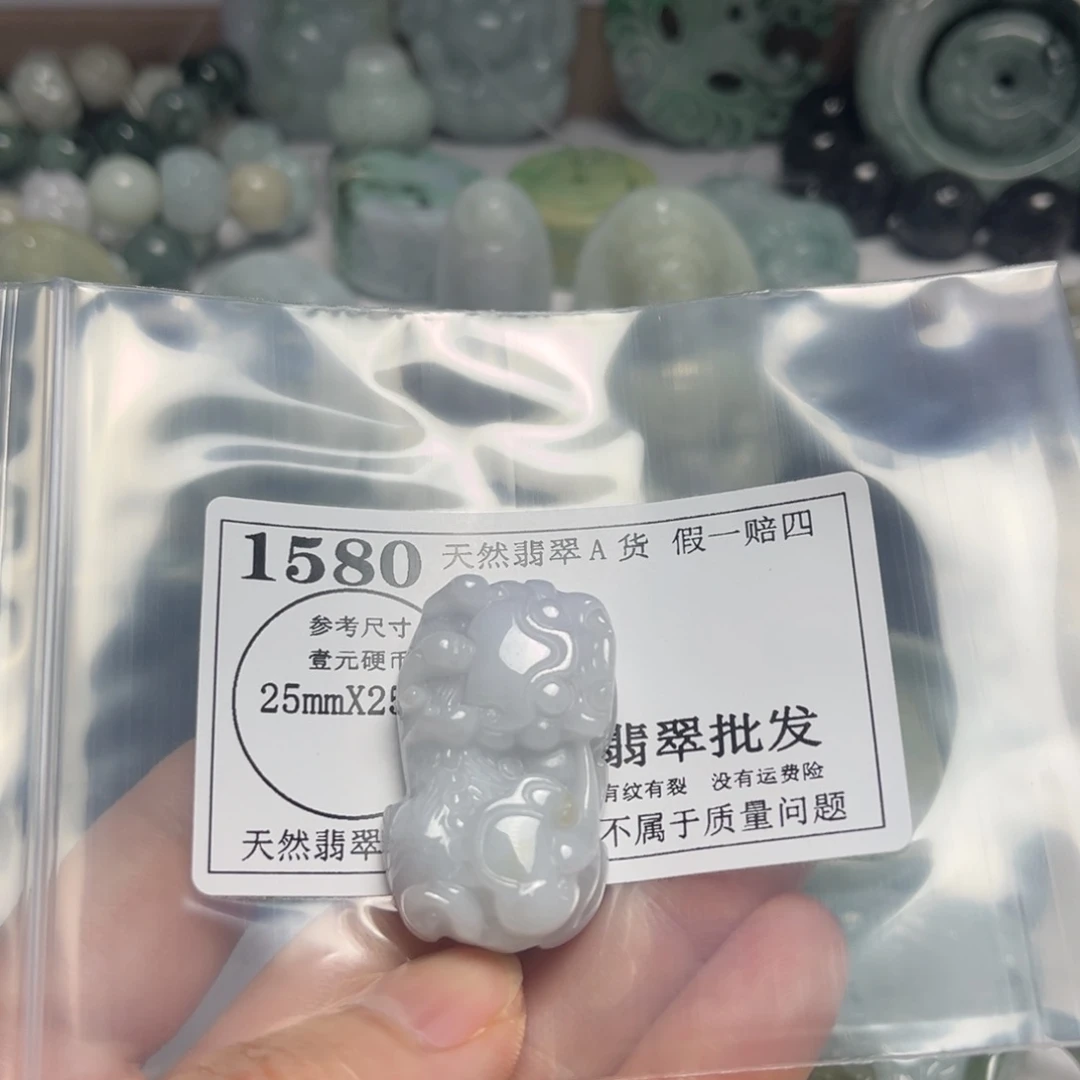 1580 天然翡翠A货 假一赔四
参考尺寸
壹元硬币
25mmX25
翡翠批发
有纹有裂 没有运费险
天然翡翠
不属于质量问题